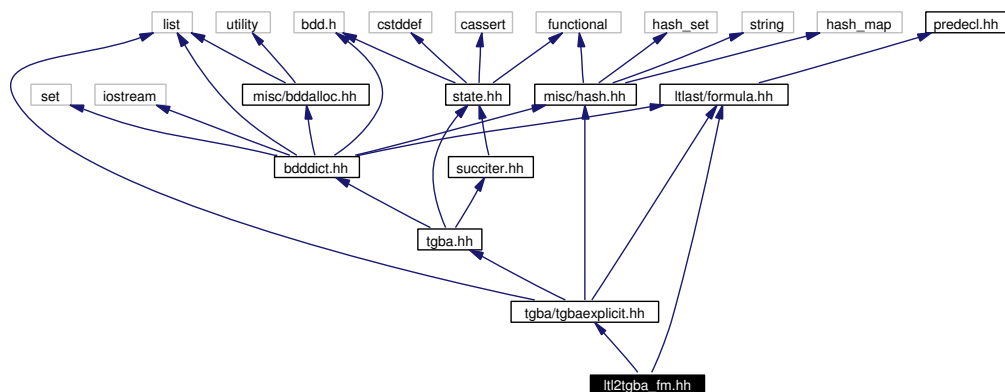 list
utility
bdd.h
cstddef
cassert
functional
hash_set
string
hash_map
predecl.hh
set
iostream
misc/bddalloc.hh
state.hh
misc/hash.hh
ltlast/formula.hh
bdddict.hh
succiter.hh
tgba.hh
tgba/tgbaexplicit.hh
ltl2tgba_fm.hh